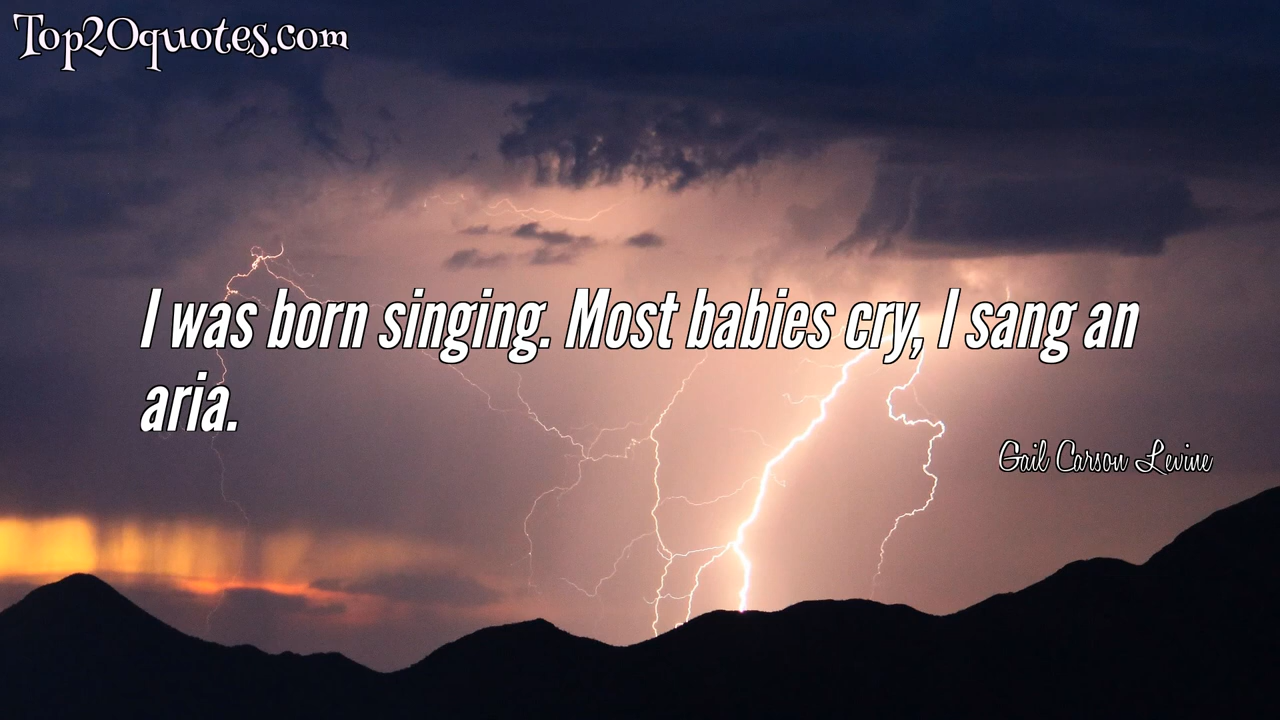 Top20quotes.com
I was born singing. Most babies cry, I sang an
aria.
Gail Carson Levine